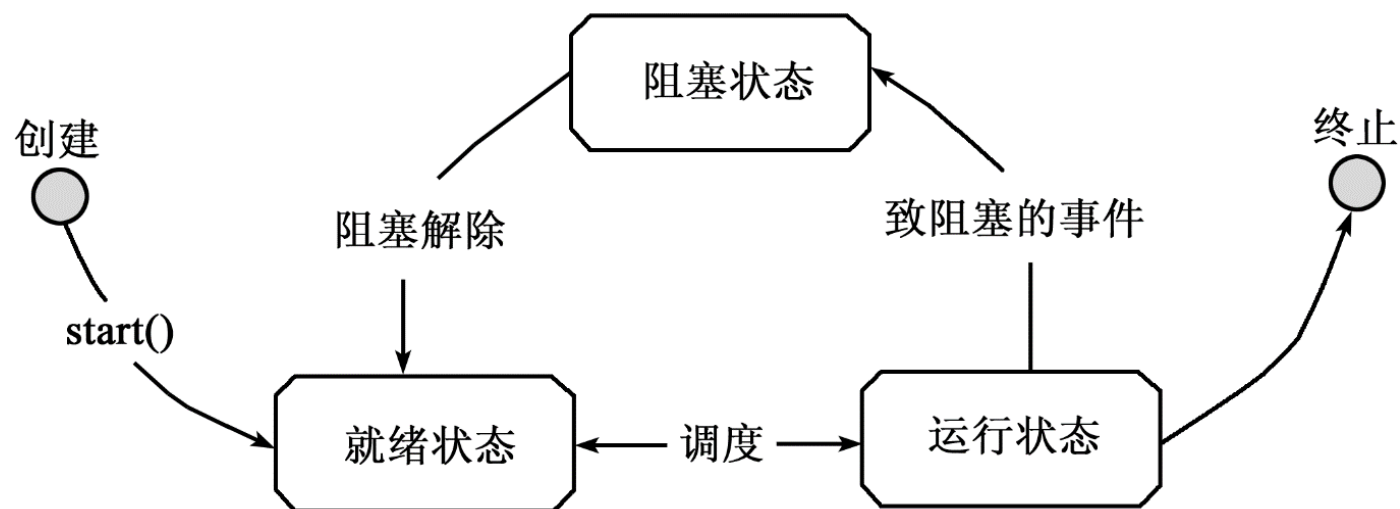 阻塞状态
创建
终止
阻塞解除
致阻塞的事件
start()
就绪状态
调度
运行状态